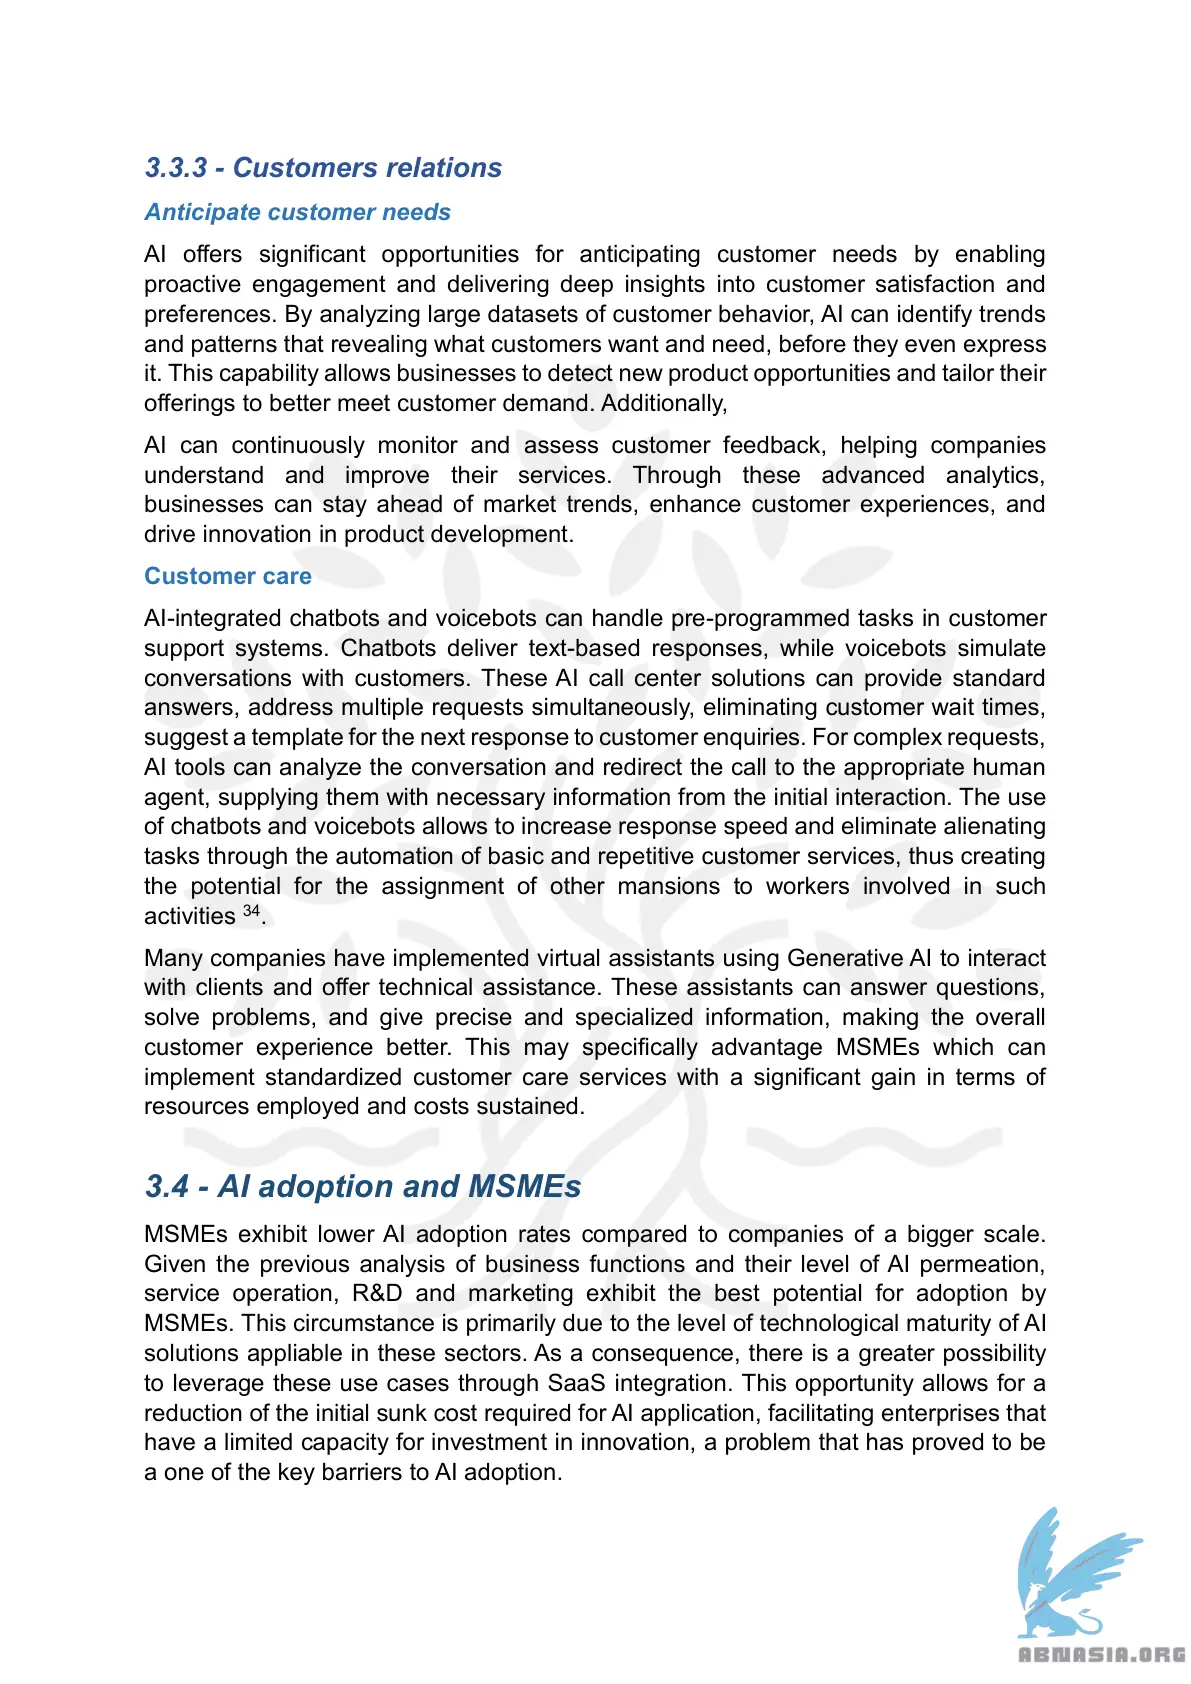 3.3.3 - Customers relations
Anticipate customer needs
AI offers significant opportunities for anticipating customer needs by enabling
proactive engagement and delivering deep insights into customer satisfaction and
preferences. By analyzing large datasets of customer behavior, AI can identify trends
and patterns that revealing what customers want and need, before they even express
it. This capability allows businesses to detect new product opportunities and tailor their
offerings to better meet customer demand. Additionally,
AI can continuously monitor and assess customer feedback, helping companies
understand and improve their services. Through these advanced analytics,
businesses can stay ahead of market trends, enhance customer experiences, and
drive innovation in product development.
Customer care
AI-integrated chatbots and voicebots can handle pre-programmed tasks in customer
support systems. Chatbots deliver text-based responses, while voicebots simulate
conversations with customers. These AI call center solutions can provide standard
answers, address multiple requests simultaneously, eliminating customer wait times,
suggest a template for the next response to customer enquiries. For complex requests,
AI tools can analyze the conversation and redirect the call to the appropriate human
agent, supplying them with necessary information from the initial interaction. The use
of chatbots and voicebots allows to increase response speed and eliminate alienating
tasks through the automation of basic and repetitive customer services, thus creating
the potential for the assignment of other mansions to workers involved in such
activities 34.
Many companies have implemented virtual assistants using Generative AI to interact
with clients and offer technical assistance. These assistants can answer questions,
solve problems, and give precise and specialized information, making the overall
customer experience better. This may specifically advantage MSMEs which can
implement standardized customer care services with a significant gain in terms of
resources employed and costs sustained.
3.4 - AI adoption and MSMEs
MSMEs exhibit lower AI adoption rates compared to companies of a bigger scale.
Given the previous analysis of business functions and their level of AI permeation,
service operation, R&D and marketing exhibit the best potential for adoption by
MSMEs. This circumstance is primarily due to the level of technological maturity of AI
solutions appliable in these sectors. As a consequence, there is a greater possibility
to leverage these use cases through SaaS integration. This opportunity allows for a
reduction of the initial sunk cost required for AI application, facilitating enterprises that
have a limited capacity for investment in innovation, a problem that has proved to be
a one of the key barriers to AI adoption.
ABNASIA.ORG